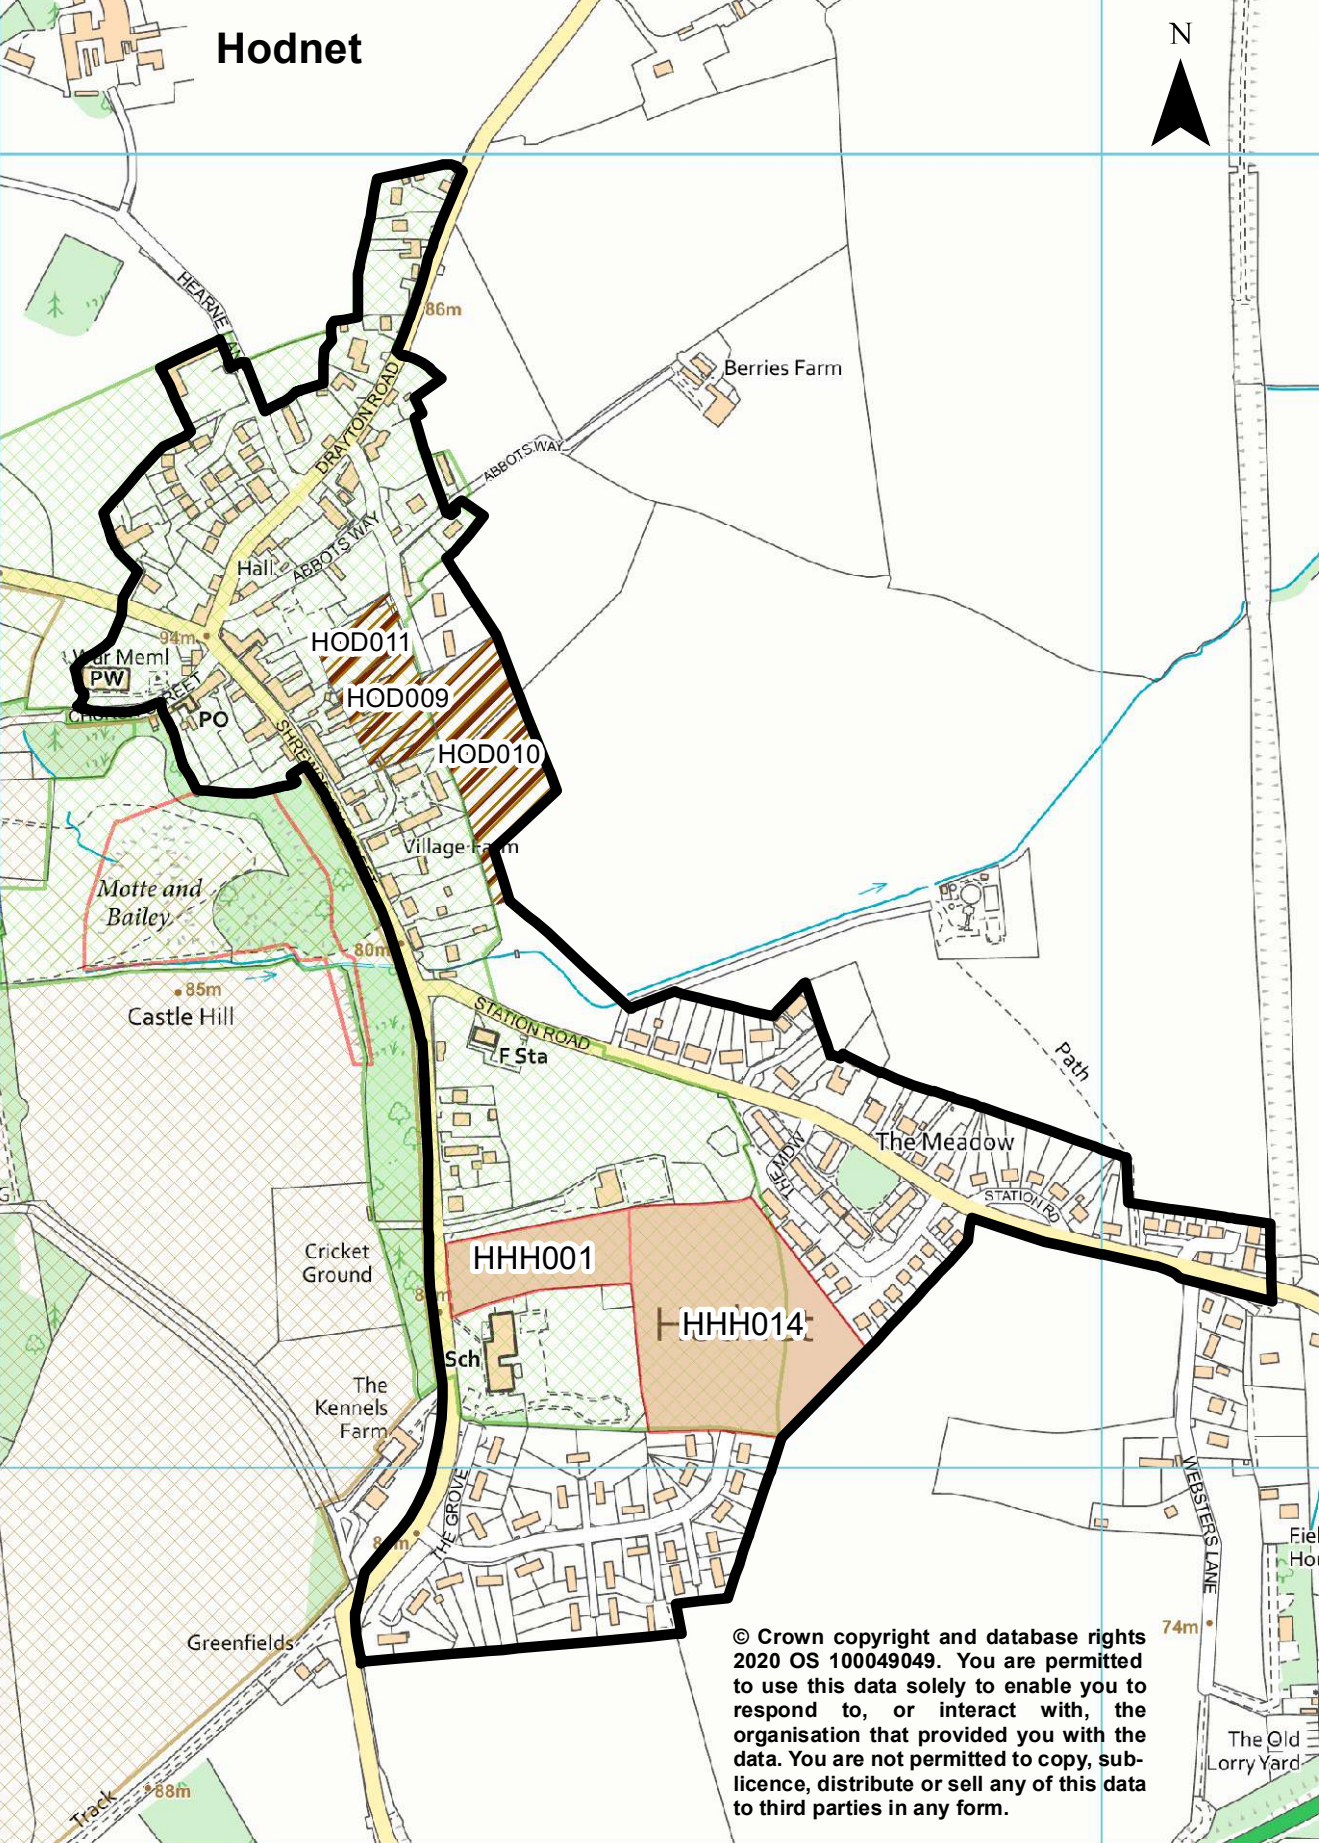 Hodnet
N
HEARNE
86m
Berries Farm
DRAYTON ROAD
ABBOTS WAY
ABBOTS WAY
Hall
HOD011
94m
War Meml
PW
HOD009
PO
HOD010
SHREWSBURY STREET
Village Farm
Motte and
Bailey
80m
85m
Castle Hill
STATION ROAD
F Sta
Path
The Meadow
THE MDW
STATION RD
Cricket
Ground
HHH001
HHH014
Sch
The
Kennels
Farm
THE GROVE
WEBSTERS LANE
Greenfields
74m
© Crown copyright and database rights
2020 OS 100049049. You are permitted
to use this data solely to enable you to
respond to, or interact with, the
organisation that provided you with the
data. You are not permitted to copy, sub-
licence, distribute or sell any of this data
to third parties in any form.
The Old
Lorry Yard
88m
Track